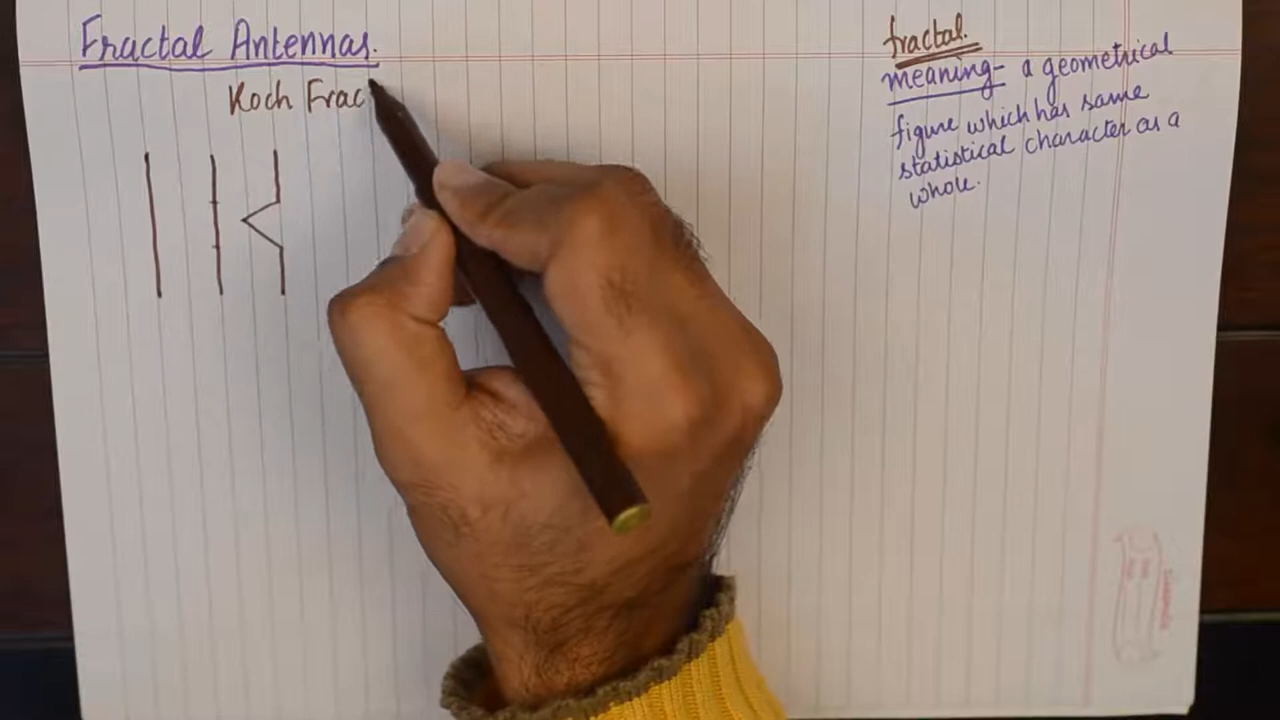 Fractal Antennas.
Koch Frac
fractal.
meaning- a geometrical
figure which has same
statistical character as a
whole.